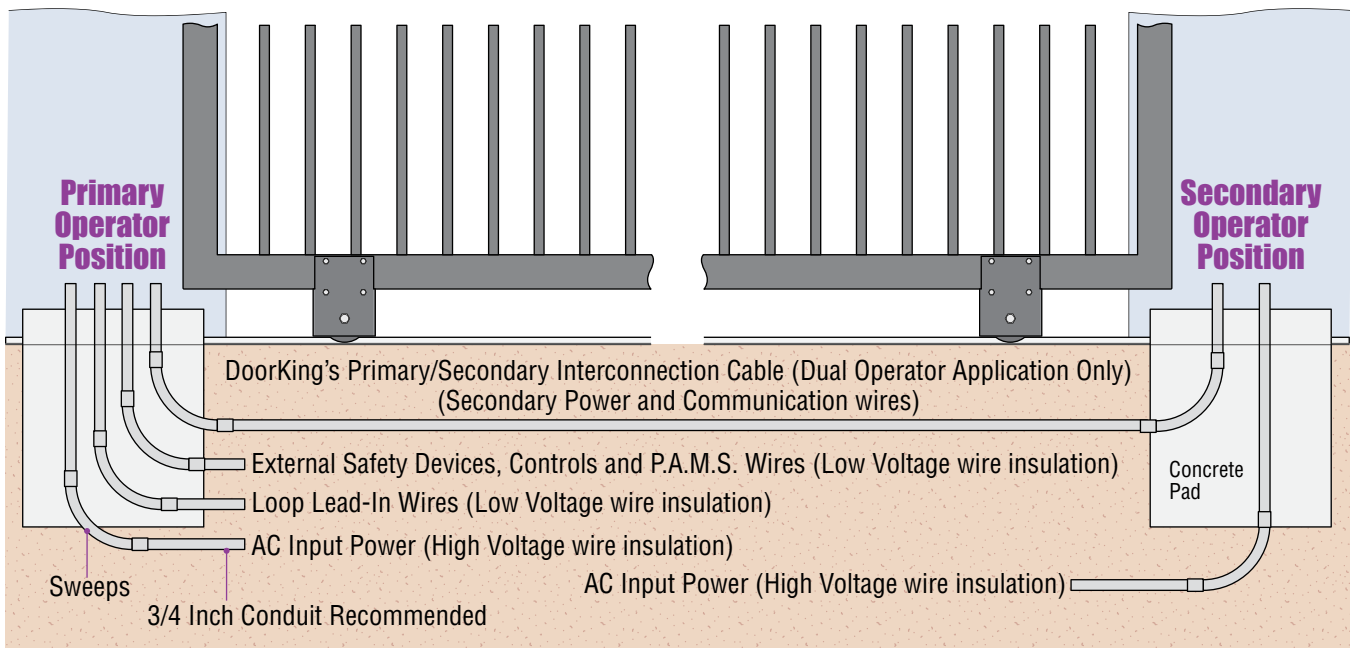 Primary
Operator
Position
Secondary
Operator
Position
DoorKing's Primary/Secondary Interconnection Cable (Dual Operator Application Only)
(Secondary Power and Communication wires)
External Safety Devices, Controls and P.A.M.S. Wires (Low Voltage wire insulation)
Concrete
Pad
Loop Lead-In Wires (Low Voltage wire insulation)
AC Input Power (High Voltage wire insulation)
Sweeps
AC Input Power (High Voltage wire insulation)
3/4 Inch Conduit Recommended